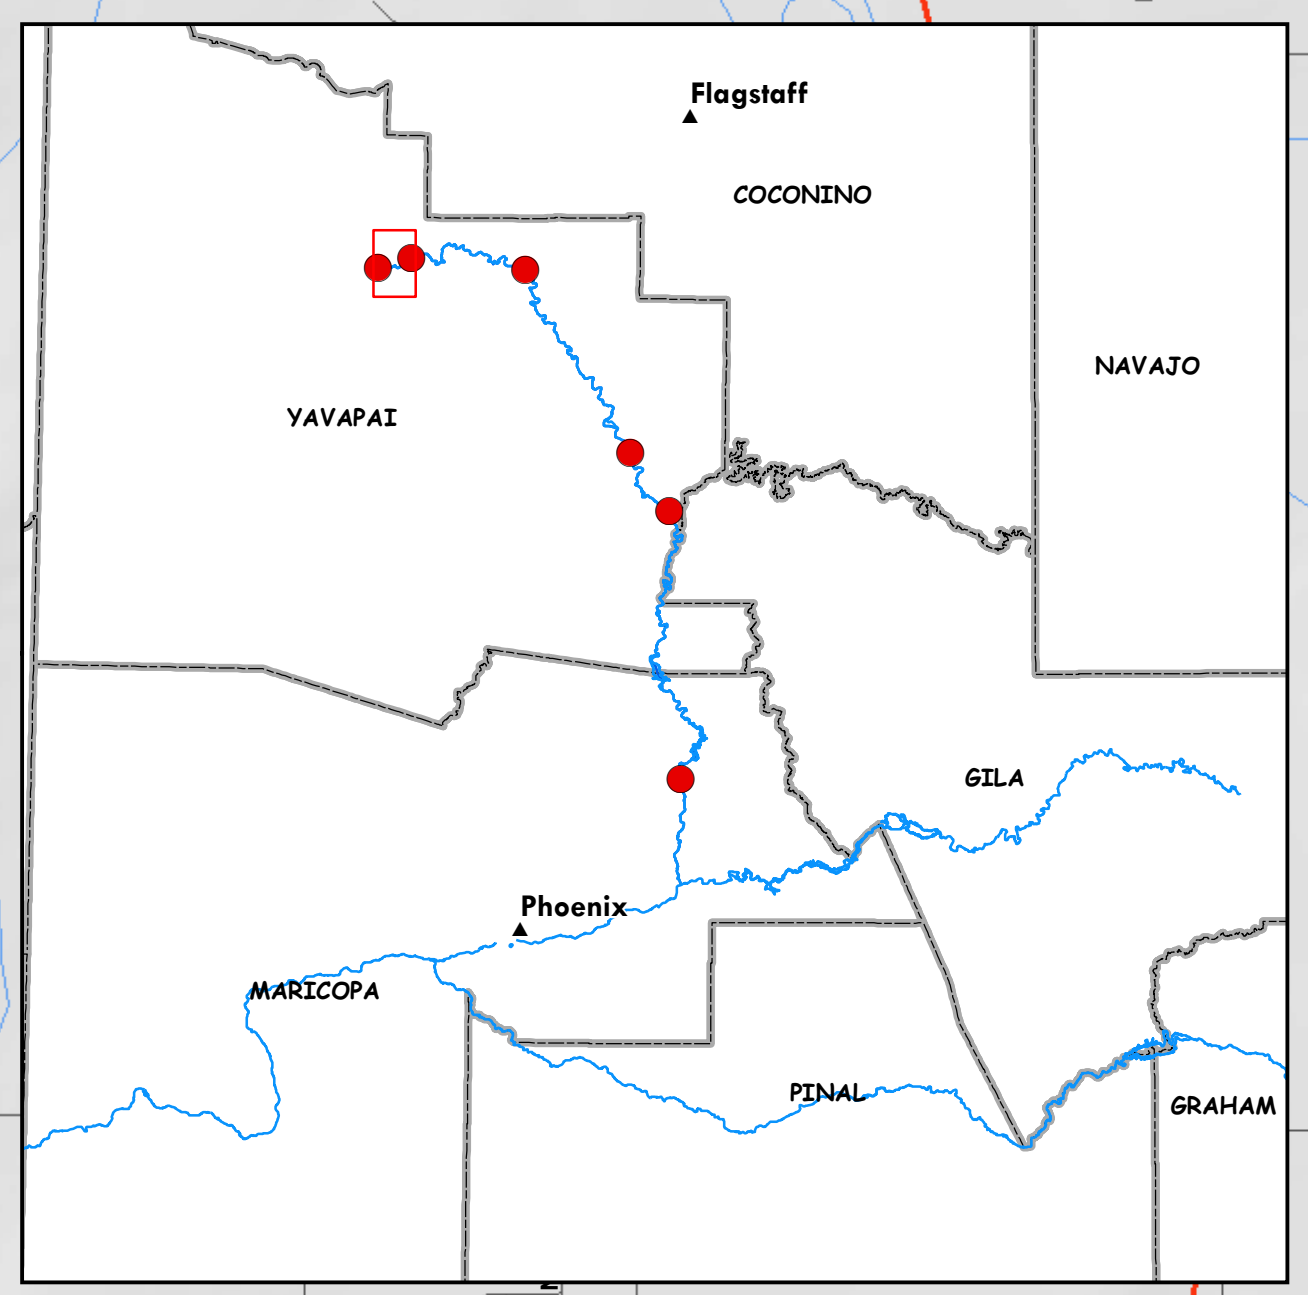 Flagstaff
COCONINO
NAVAJO
YAVAPAI
GILA
Phoenix
MARICOPA
PINAL
GRAHAM